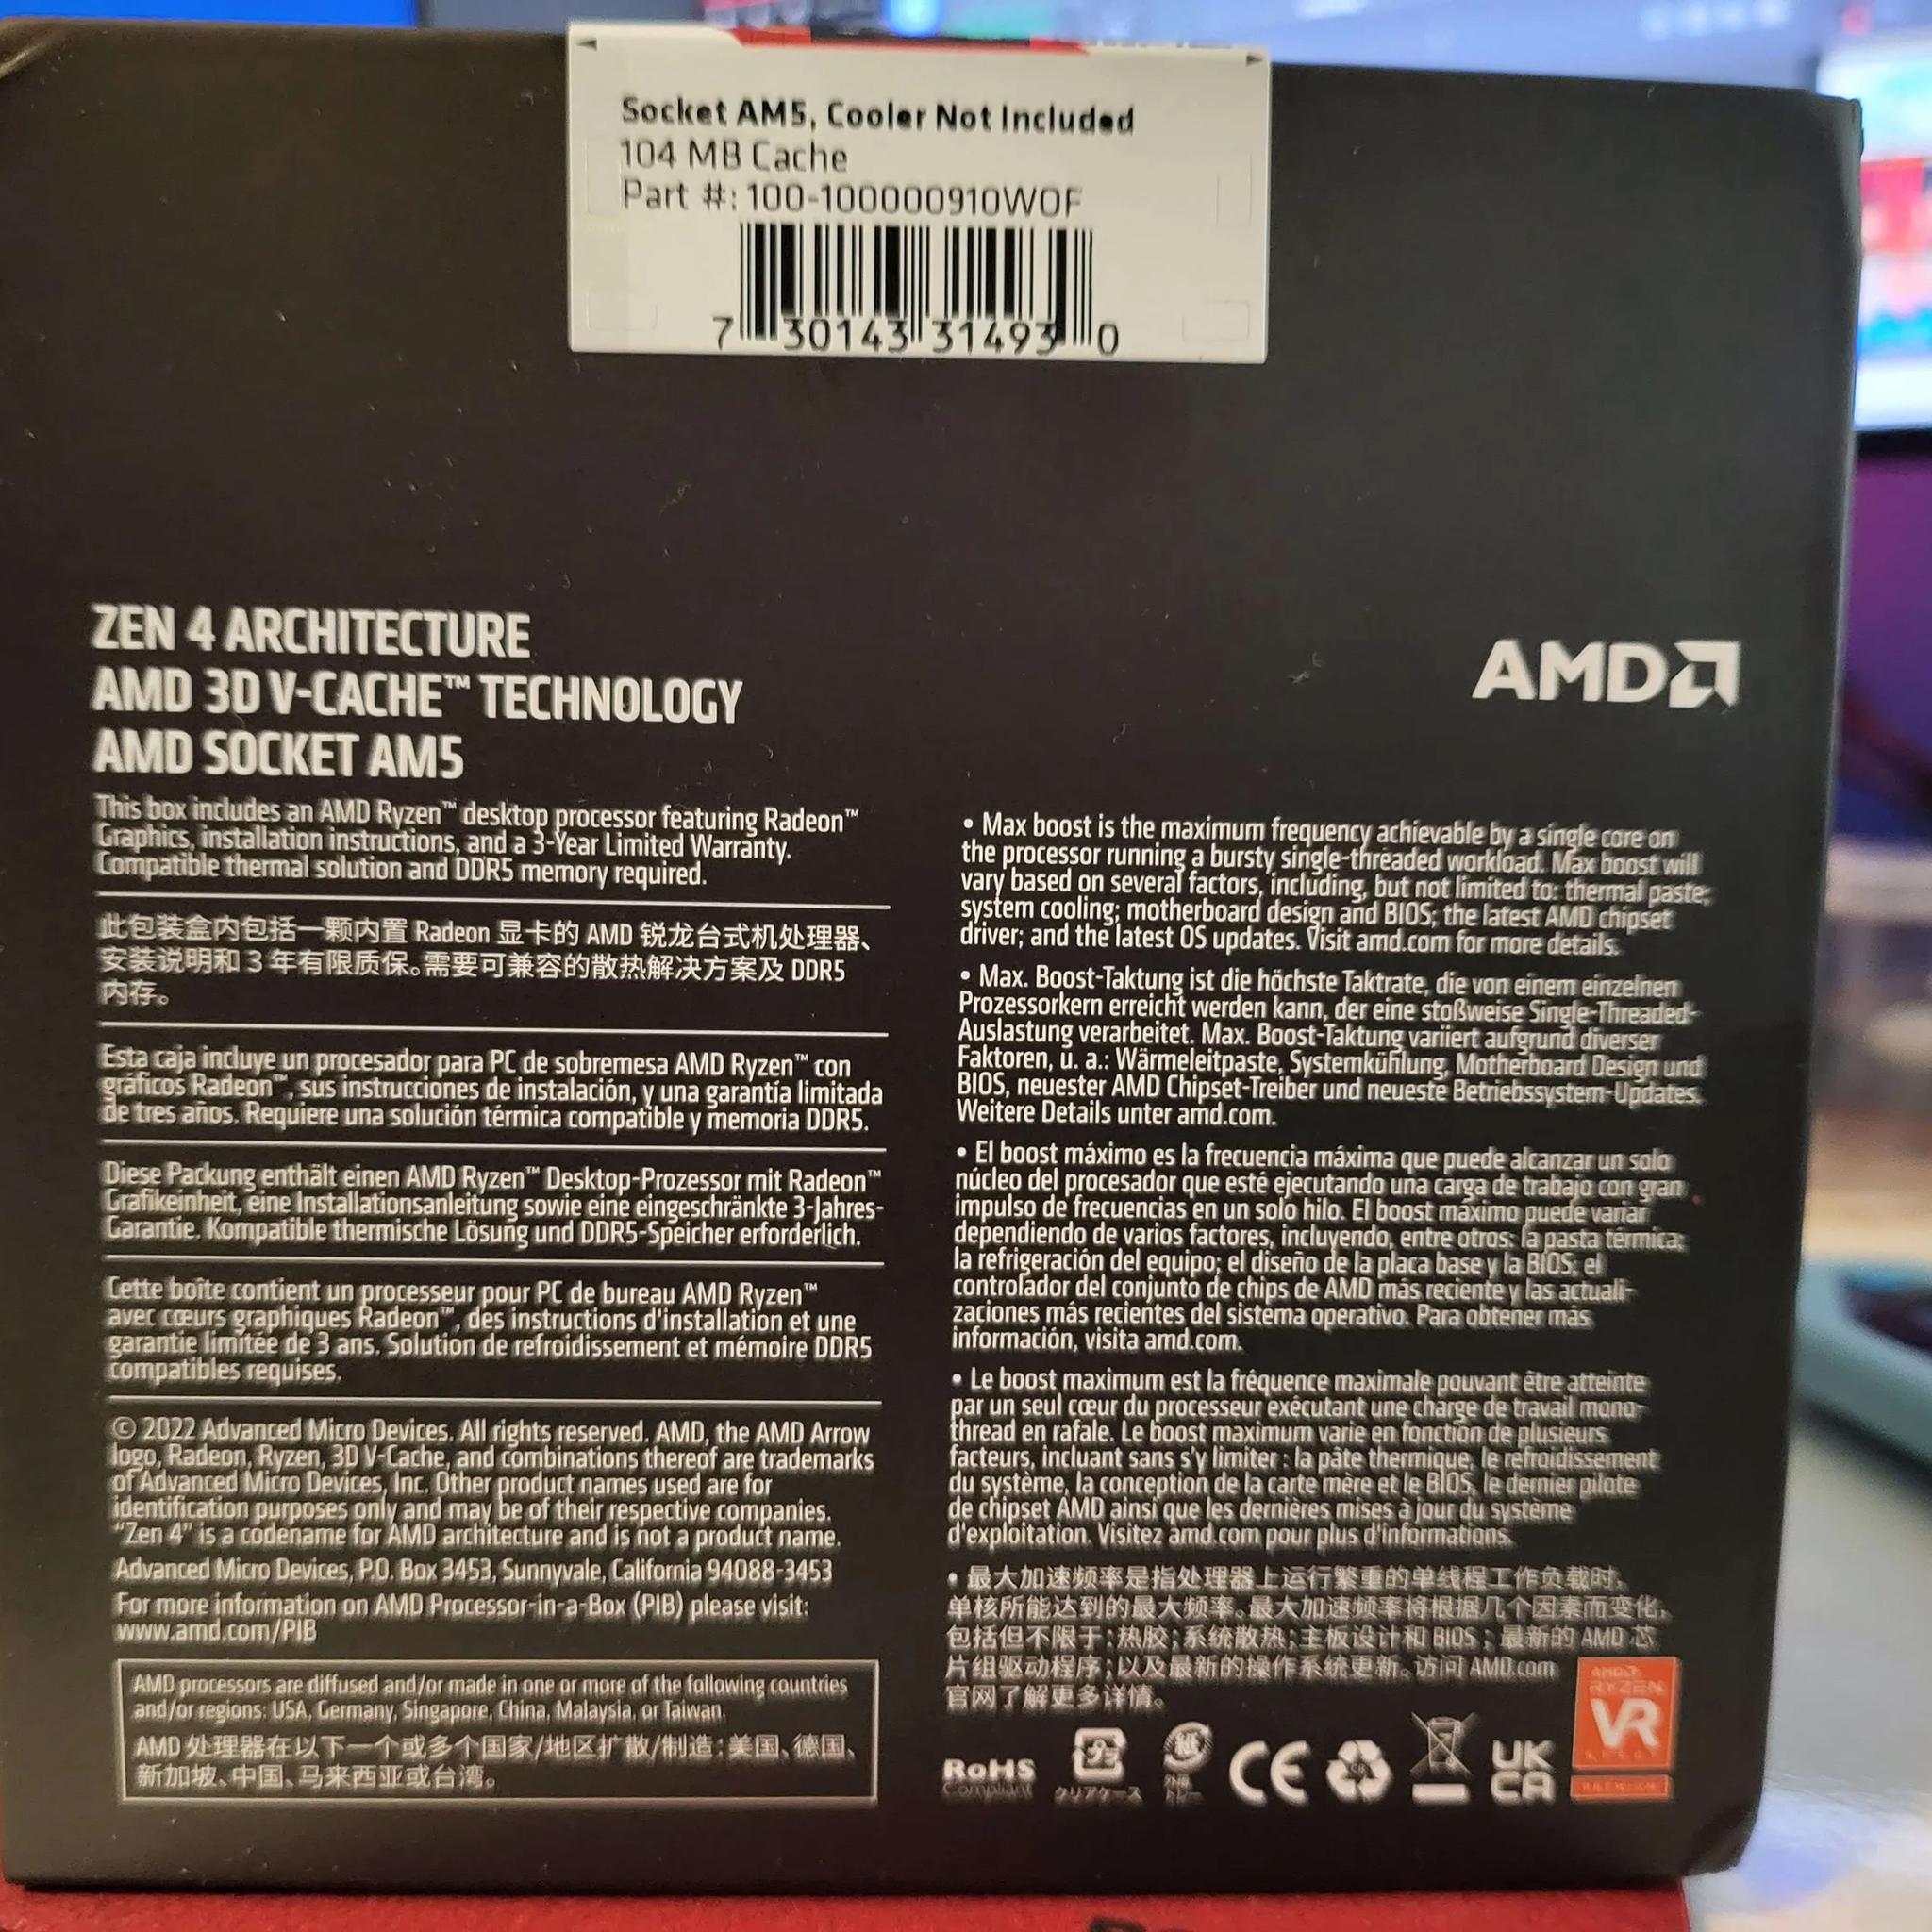 Socket AM5, Cooler Not Included
104 MB Cache
Part #: 100-100000910WOF
7 30143 31493 0
ZEN 4 ARCHITECTURE
AMD 3D V-CACHE™ TECHNOLOGY
AMD SOCKET AM5
This box includes an AMD Ryzen™ desktop processor featuring Radeon™
Graphics, installation instructions, and a 3-Year Limited Warranty.
Compatible thermal solution and DDR5 memory required.
此包装盒内包括一颗内置 Radeon 显卡的 AMD 锐龙台式机处理器、
安装说明和 3 年有限质保。需要可兼容的散热解决方案及 DDR5
内存。
Esta caja incluye un procesador para PC de sobremesa AMD Ryzen™ con
gráficos Radeon™, sus instrucciones de instalación, y una garantía limitada
de tres años. Requiere una solución térmica compatible y memoria DDR5.
Diese Packung enthält einen AMD Ryzen™ Desktop-Prozessor mit Radeon™
Grafikeinheit, eine Installationsanleitung sowie eine eingeschränkte 3-Jahres-
Garantie. Kompatible thermische Lösung und DDR5-Speicher erforderlich.
Cette boîte contient un processeur pour PC de bureau AMD Ryzen™
avec cœurs graphiques Radeon™, des instructions d'installation et une
garantie limitée de 3 ans. Solution de refroidissement et mémoire DDR5
compatibles requises.
© 2022 Advanced Micro Devices. All rights reserved. AMD, the AMD Arrow
logo, Radeon, Ryzen, 3D V-Cache, and combinations thereof are trademarks
of Advanced Micro Devices, Inc. Other product names used are for
identification purposes only and may be of their respective companies.
“Zen 4” is a codename for AMD architecture and is not a product name.
Advanced Micro Devices, P.O. Box 3453, Sunnyvale, California 94088-3453
For more information on AMD Processor-in-a-Box (PIB) please visit:
www.amd.com/PIB
AMD processors are diffused and/or made in one or more of the following countries
and/or regions: USA, Germany, Singapore, China, Malaysia, or Taiwan.
AMD 处理器在以下一个或多个国家/地区扩散/制造：美国、德国、
新加坡、中国、马来西亚或台湾。
AMD
• Max boost is the maximum frequency achievable by a single core on
the processor running a bursty single-threaded workload. Max boost will
vary based on several factors, including, but not limited to: thermal paste;
system cooling; motherboard design and BIOS; the latest AMD chipset
driver; and the latest OS updates. Visit amd.com for more details.
• Max. Boost-Taktung ist die höchste Taktrate, die von einem einzelnen
Prozessorkern erreicht werden kann, der eine stoßweise Single-Threaded-
Auslastung verarbeitet. Max. Boost-Taktung variiert aufgrund diverser
Faktoren, u. a.: Wärmeleitpaste, Systemkühlung, Motherboard Design und
BIOS, neuester AMD Chipset-Treiber und neueste Betriebssystem-Updates.
Weitere Details unter amd.com.
• El boost máximo es la frecuencia máxima que puede alcanzar un solo
núcleo del procesador que esté ejecutando una carga de trabajo con gran
impulso de frecuencias en un solo hilo. El boost máximo puede variar
dependiendo de varios factores, incluyendo, entre otros: la pasta térmica;
la refrigeración del equipo; el diseño de la placa base y la BIOS; el
controlador del conjunto de chips de AMD más reciente y las actuali-
zaciones más recientes del sistema operativo. Para obtener más
información, visita amd.com.
• Le boost maximum est la fréquence maximale pouvant être atteinte
par un seul cœur du processeur exécutant une charge de travail mono-
thread en rafale. Le boost maximum varie en fonction de plusieurs
facteurs, incluant sans s'y limiter : la pâte thermique, le refroidissement
du système, la conception de la carte mère et le BIOS, le dernier pilote
de chipset AMD ainsi que les dernières mises à jour du système
d'exploitation. Visitez amd.com pour plus d'informations.
• 最大加速频率是指处理器上运行繁重的单线程工作负载时，
单核所能达到的最大频率。最大加速频率将根据几个因素而变化，
包括但不限于：热胶；系统散热；主板设计和 BIOS；最新的 AMD 芯
片组驱动程序；以及最新的操作系统更新。访问 AMD.com
官网了解更多详情。
RoHS
Compliant
クリアケース
紙
CE
UK
CA
AMD
RYZEN
VR